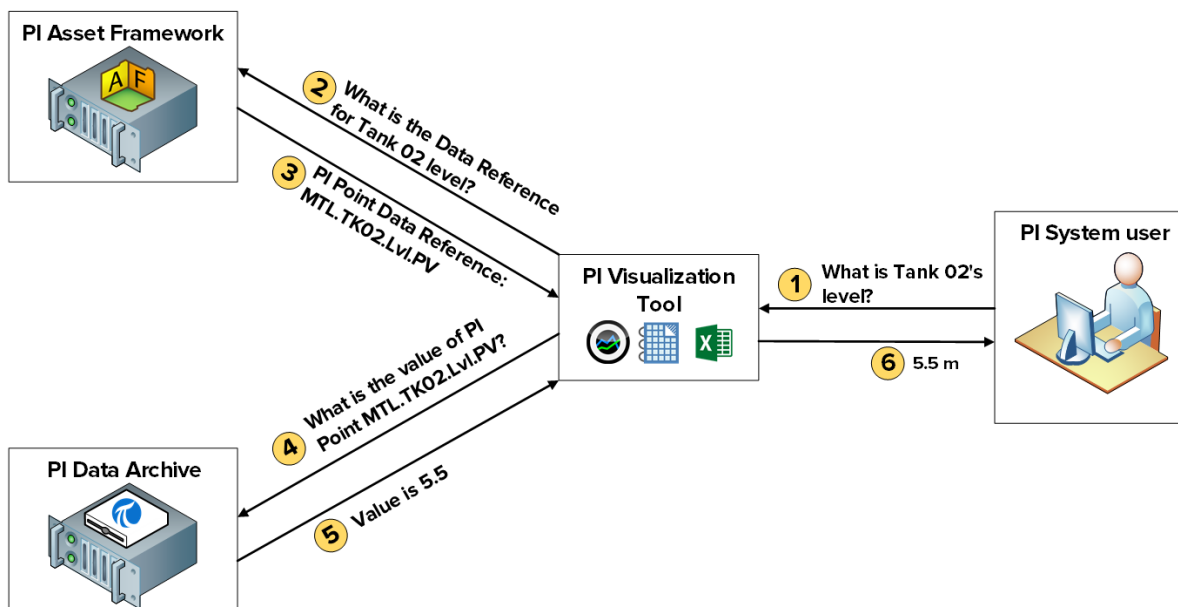 PI Asset Framework
A F
2 What is the Data Reference
for Tank 02 level?
3 PI Point Data Reference:
MTL.TK02.Lvl.PV
PI System user
1 What is Tank 02's
level?
PI Visualization
Tool
X
6 5.5 m
4 What is the value of PI
Point MTL.TK02.Lvl.PV?
PI Data Archive
π
5 Value is 5.5